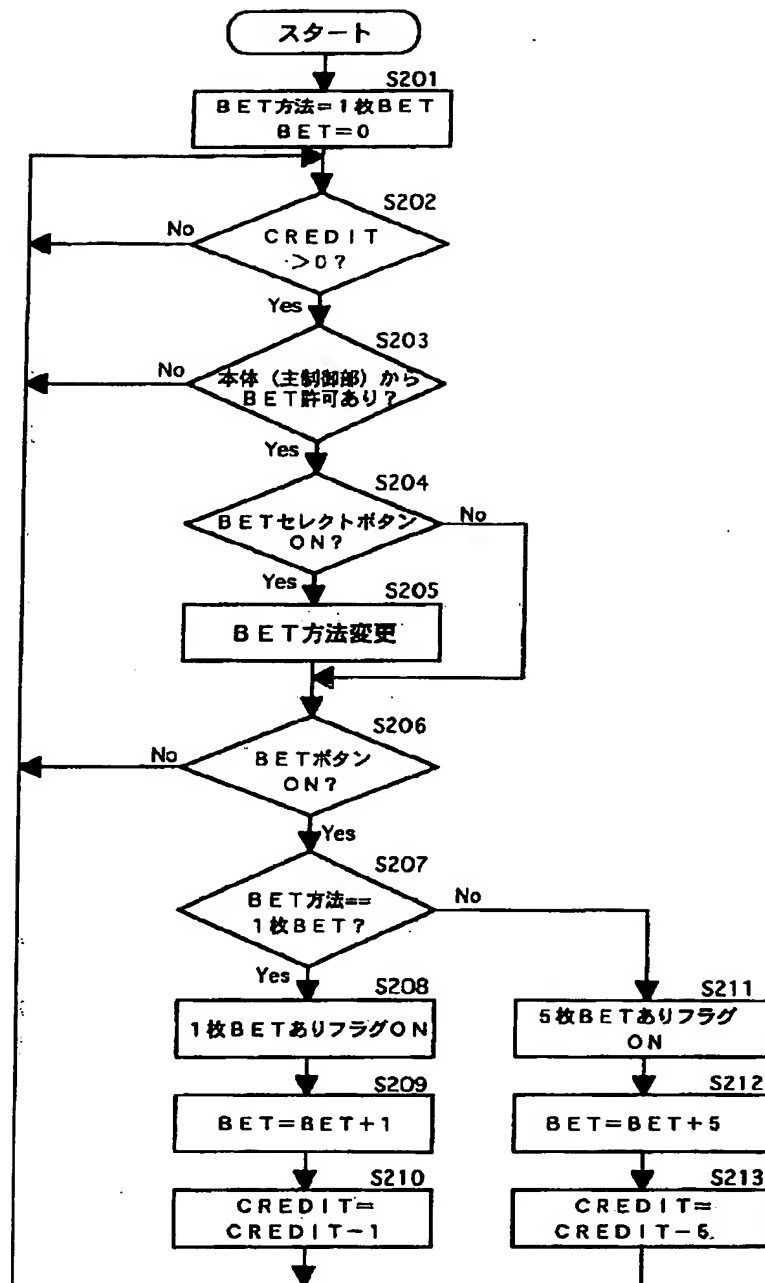 スタート
S201
BET方法=1枚BET
BET=0
S202
No
CREDIT
>0?
Yes
S203
No
本体(主制御部)から
BET許可あり?
Yes
S204
BETセレクトボタン
ON?
No
Yes
S205
BET方法変更
S206
No
BETボタン
ON?
Yes
S207
BET方法==
1枚BET?
No
Yes
S208
1枚BETありフラグON
S211
5枚BETありフラグ
ON
S209
BET=BET+1
S212
BET=BET+5
S210
CREDIT=
CREDIT-1
S213
CREDIT=
CREDIT-5